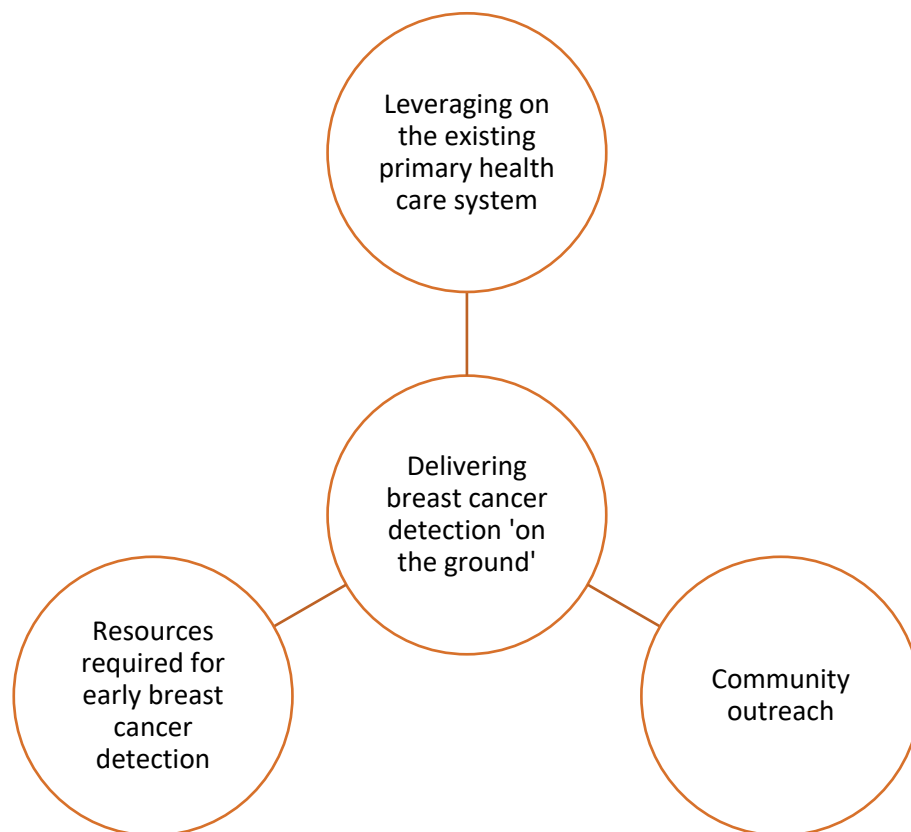 Leveraging on
the existing
primary health
care system
Delivering
breast cancer
detection 'on
the ground'
Resources
required for
early breast
cancer
detection
Community
outreach